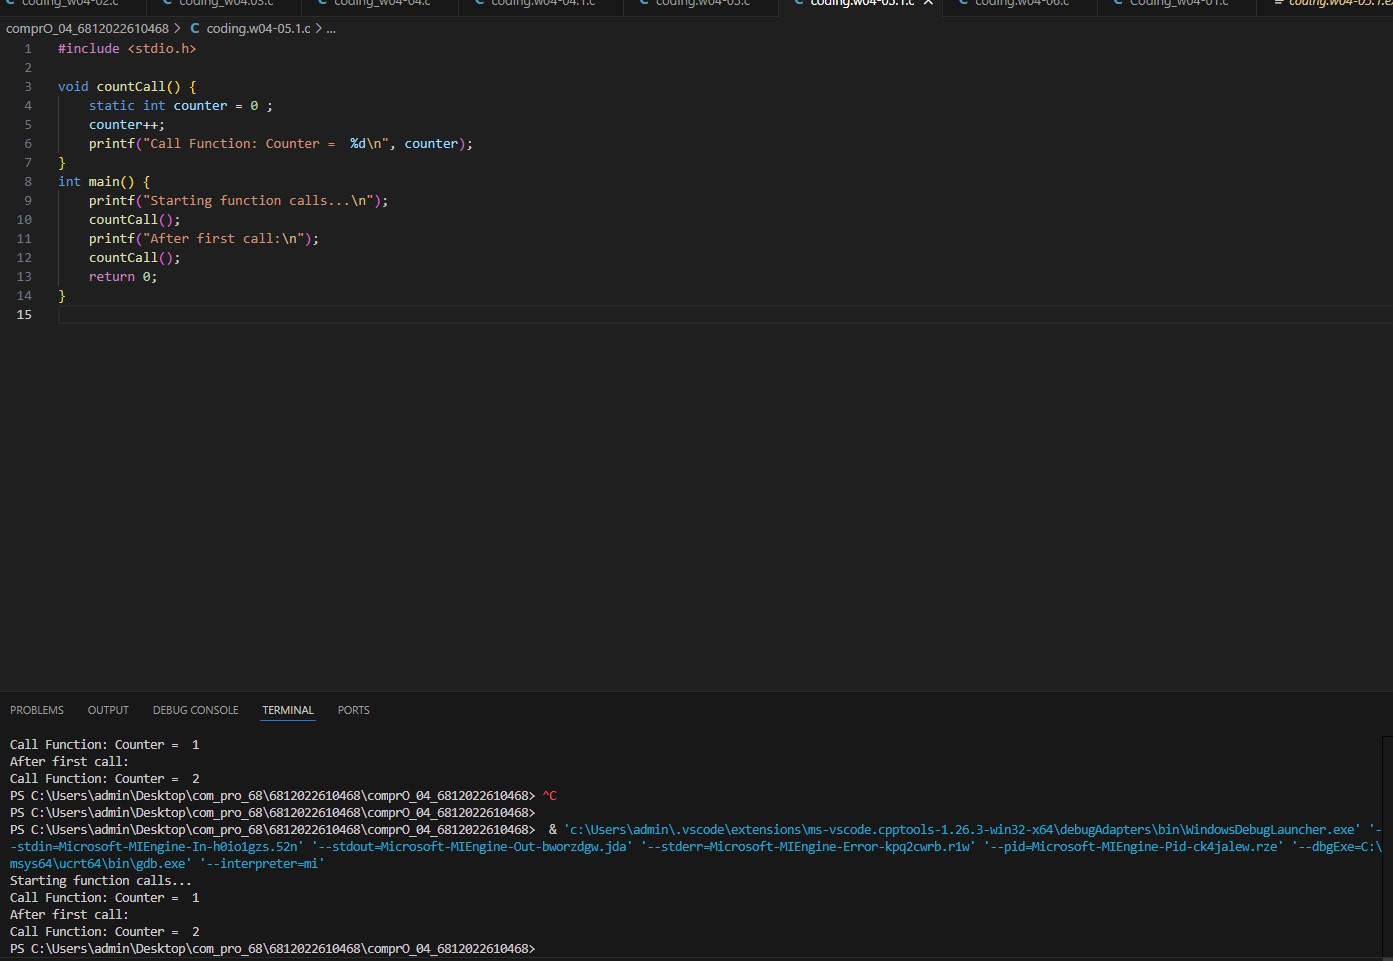 coding_w04-02.c coding_w04.03.c coding_w04-04.c coding.w04-04.1.c coding.w04-05.c coding.w04-05.1.c coding.w04-06.c Coding_w04-01.c coding.w04-05.1.e
comprO_04_6812022610468 > C coding.w04-05.1.c > ...
1 #include <stdio.h>
2
3 void countCall() {
4 static int counter = 0 ;
5 counter++;
6 printf("Call Function: Counter =  %d\n", counter);
7 }
8 int main() {
9 printf("Starting function calls...\n");
10 countCall();
11 printf("After first call:\n");
12 countCall();
13 return 0;
14 }
15
PROBLEMS OUTPUT DEBUG CONSOLE TERMINAL PORTS
Call Function: Counter =  1
After first call:
Call Function: Counter =  2
PS C:\Users\admin\Desktop\com_pro_68\6812022610468\comprO_04_6812022610468> ^C
PS C:\Users\admin\Desktop\com_pro_68\6812022610468\comprO_04_6812022610468>
PS C:\Users\admin\Desktop\com_pro_68\6812022610468\comprO_04_6812022610468>  & 'c:\Users\admin\.vscode\extensions\ms-vscode.cpptools-1.26.3-win32-x64\debugAdapters\bin\WindowsDebugLauncher.exe' '-
-stdin=Microsoft-MIEngine-In-h0io1gzs.52n' '--stdout=Microsoft-MIEngine-Out-bworzdgw.jda' '--stderr=Microsoft-MIEngine-Error-kpq2cwrb.r1w' '--pid=Microsoft-MIEngine-Pid-ck4jalew.rze' '--dbgExe=C:\
msys64\ucrt64\bin\gdb.exe' '--interpreter=mi'
Starting function calls...
Call Function: Counter =  1
After first call:
Call Function: Counter =  2
PS C:\Users\admin\Desktop\com_pro_68\6812022610468\comprO_04_6812022610468>